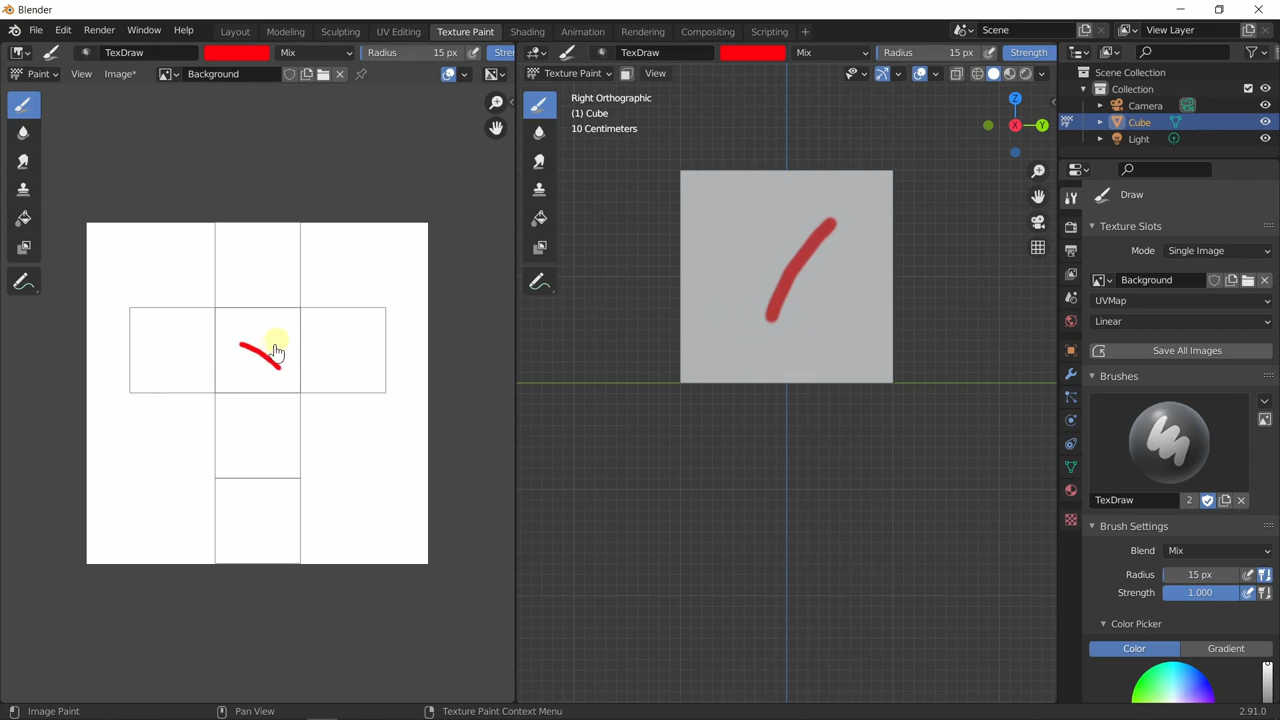 Blender
File Edit Render Window Help Layout Modeling Sculpting UV Editing Texture Paint Shading Animation Rendering Compositing Scripting + Scene View Layer
TexDraw Mix Radius 15 px Stre
TexDraw Mix Radius 15 px Strength
Paint View Image* Background
Texture Paint View
Right Orthographic
(1) Cube
10 Centimeters
Z
X
Y
Scene Collection
Collection
Camera
Cube
Light
Draw
Texture Slots
Mode Single Image
Background
UVMap
Linear
Save All Images
Brushes
TexDraw 2
Brush Settings
Blend Mix
Radius 15 px
Strength 1.000
Color Picker
Color Gradient
Image Paint Pan View Texture Paint Context Menu 2.91.0